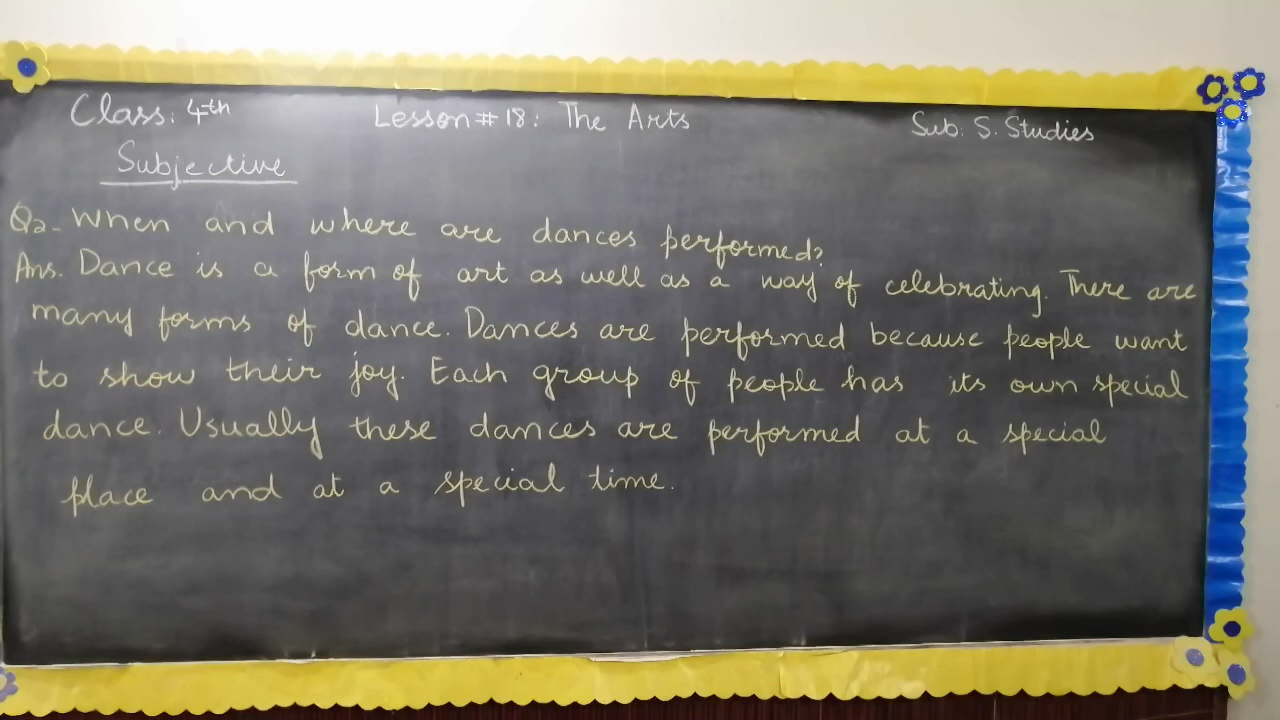 Class: 4th Lesson # 18: The Arts Sub: S. Studies
Subjective
Q2- When and where are dances performed?
Ans. Dance is a form of art as well as a way of celebrating. There are
many forms of dance. Dances are performed because people want
to show their joy. Each group of people has its own special
dance. Usually these dances are performed at a special
place and at a special time.